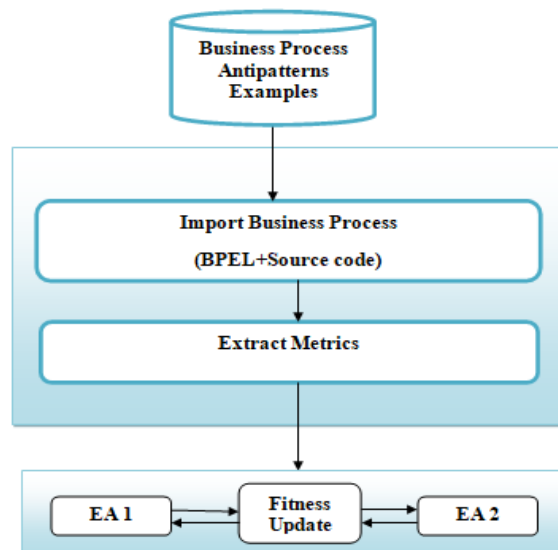 Business Process
Antipatterns
Examples
Import Business Process
(BPEL+Source code)
Extract Metrics
EA 1
Fitness
Update
EA 2